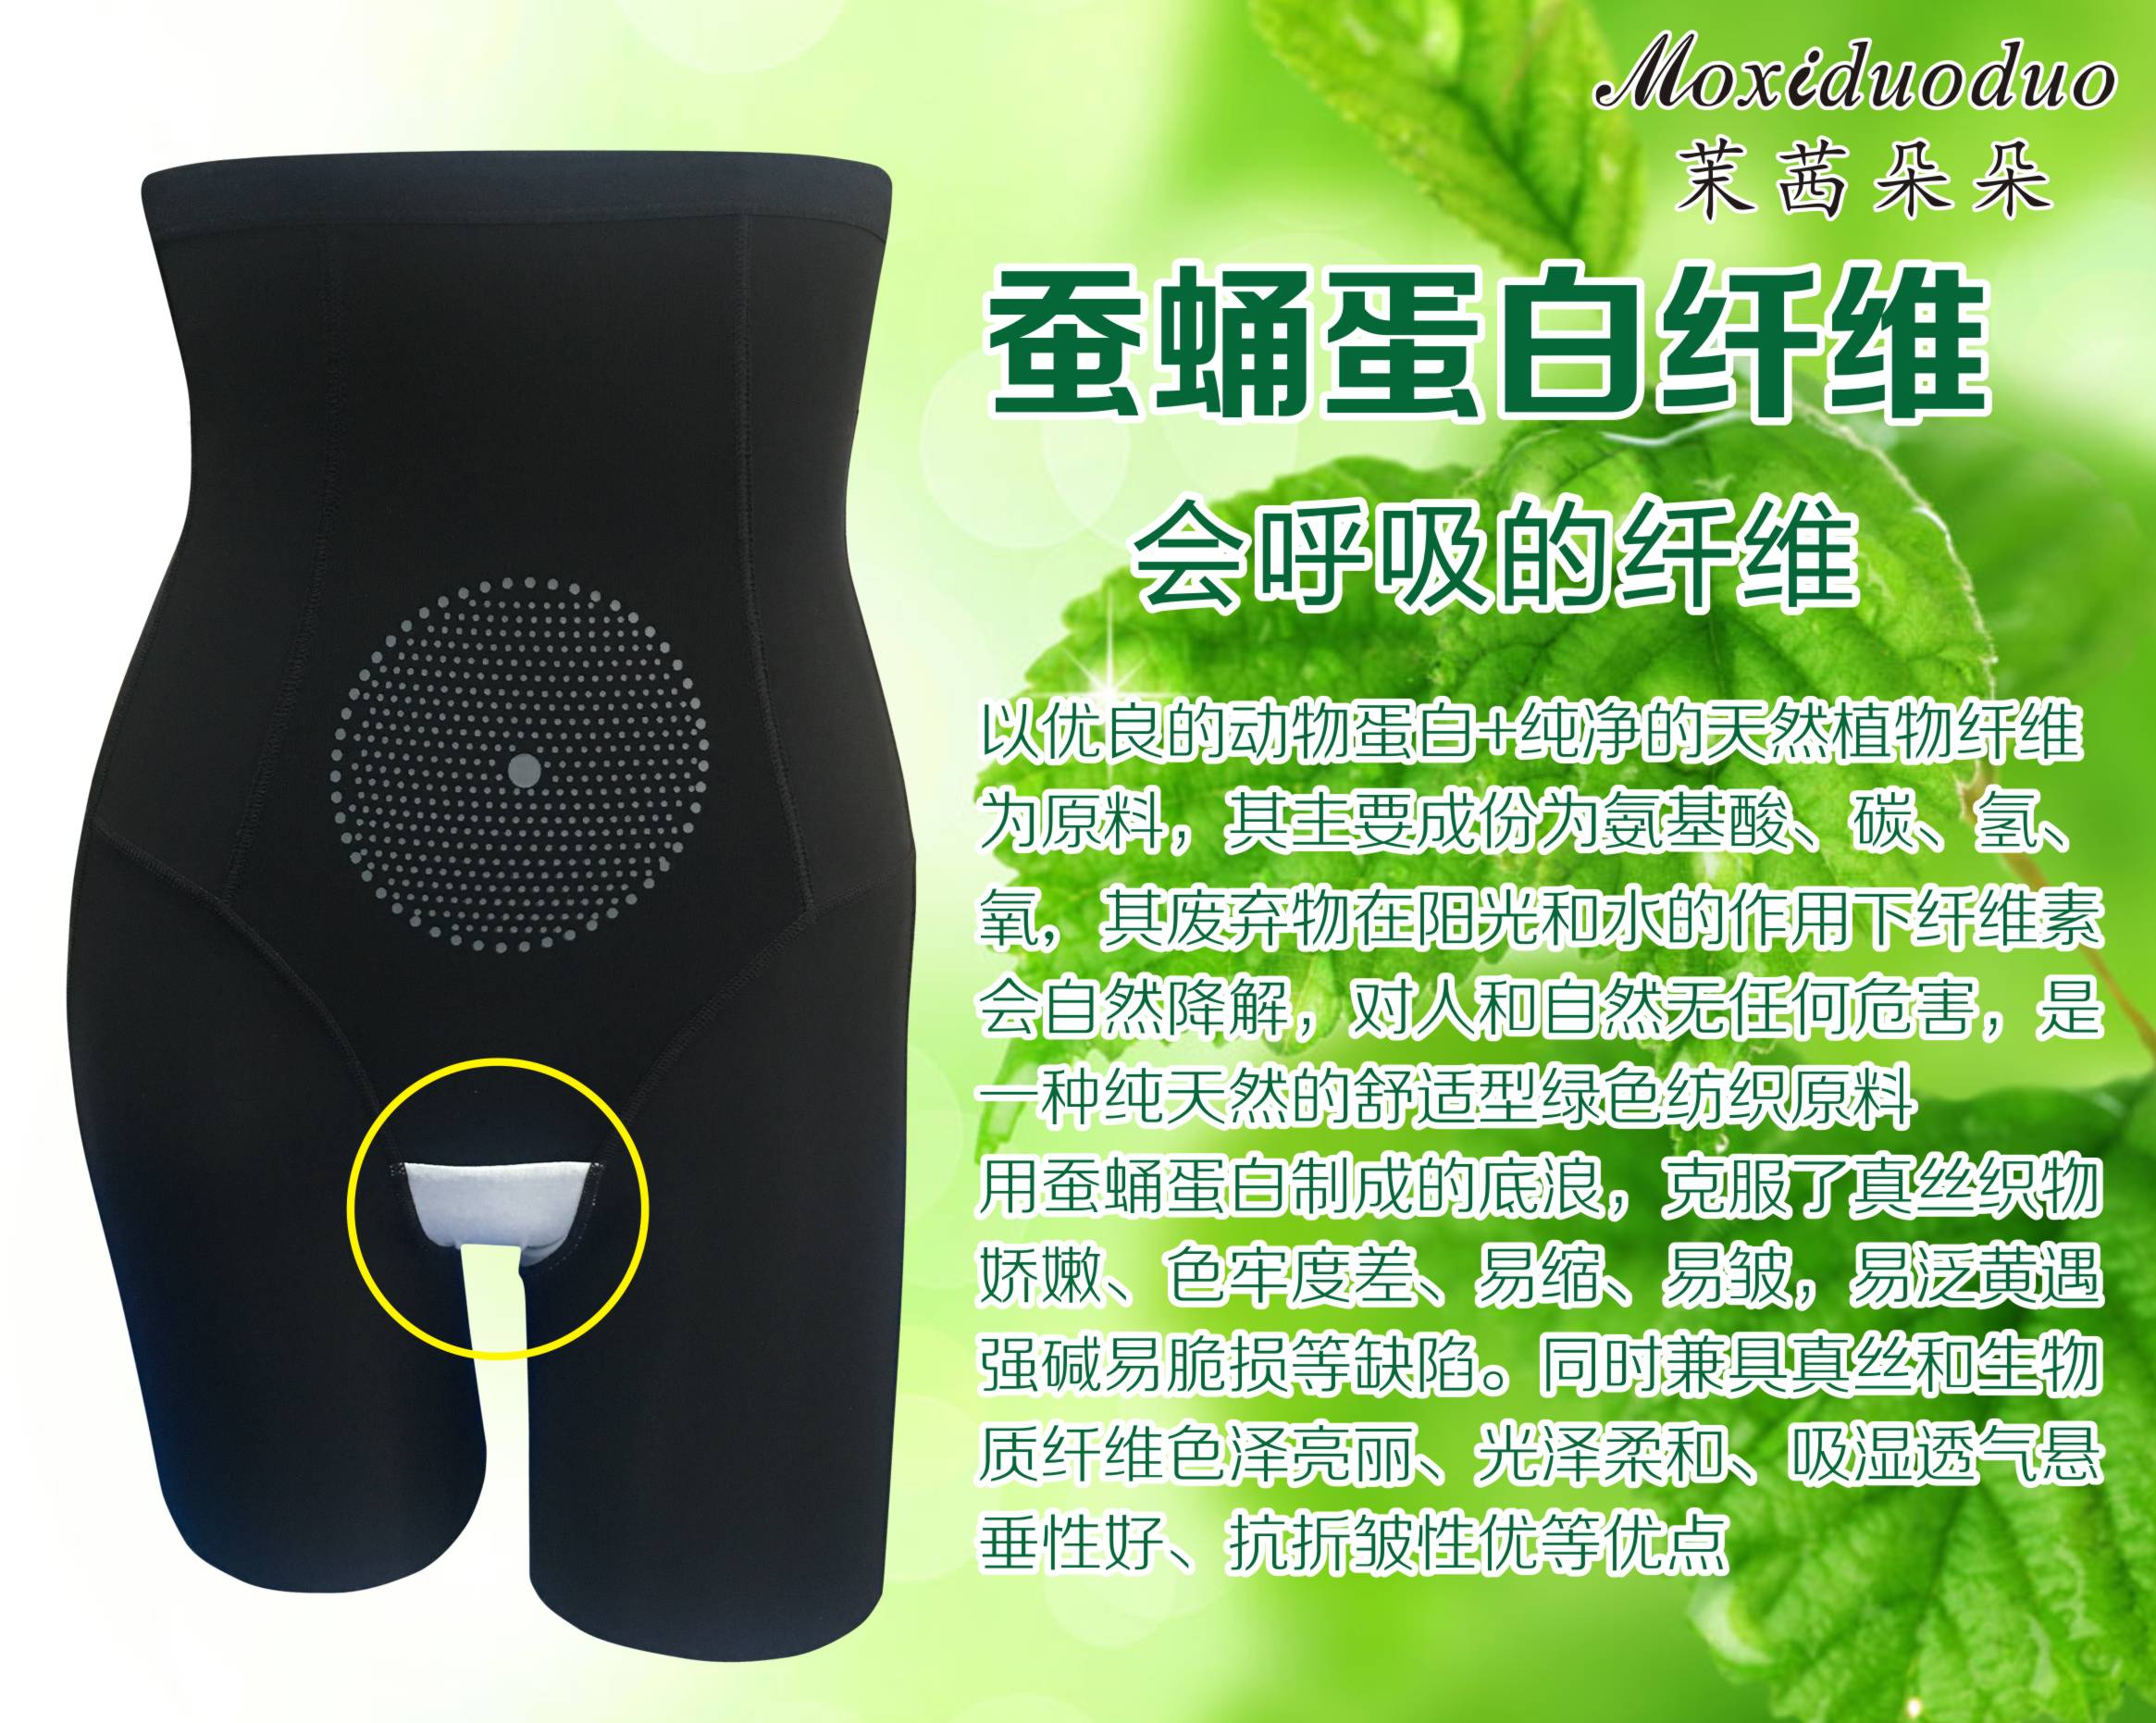 Moxiduoduo
茉茜朵朵
蚕蛹蛋白纤维
会呼吸的纤维
以优良的动物蛋白+纯净的天然植物纤维
为原料，其主要成份为氨基酸、碳、氢、
氧，其废弃物在阳光和水的作用下纤维素
会自然降解，对人和自然无任何危害，是
一种纯天然的舒适型绿色纺织原料
用蚕蛹蛋白制成的底浪，克服了真丝织物
娇嫩、色牢度差、易缩、易皱，易泛黄遇
强碱易脆损等缺陷。同时兼具真丝和生物
质纤维色泽亮丽、光泽柔和、吸湿透气悬
垂性好、抗折皱性优等优点